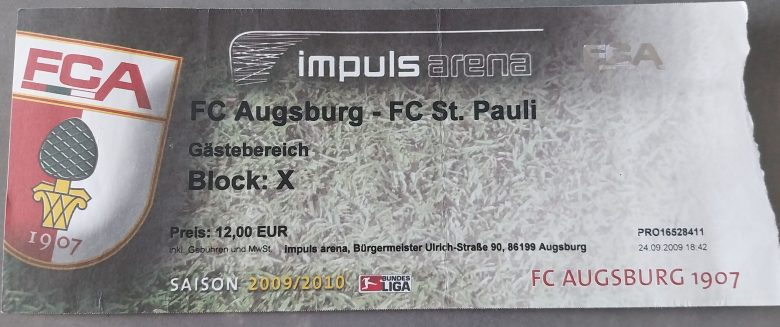 FCA
1907
impuls arena
FCA
FC Augsburg - FC St. Pauli
Gästebereich
Block: X
Preis: 12,00 EUR
inkl. Gebühren und MwSt.
Impuls arena, Bürgermeister Ulrich-Straße 90, 86199 Augsburg
PRO16528411
24.09.2009 18:42
SAISON 2009/2010
BUNDES
LIGA
FC AUGSBURG 1907